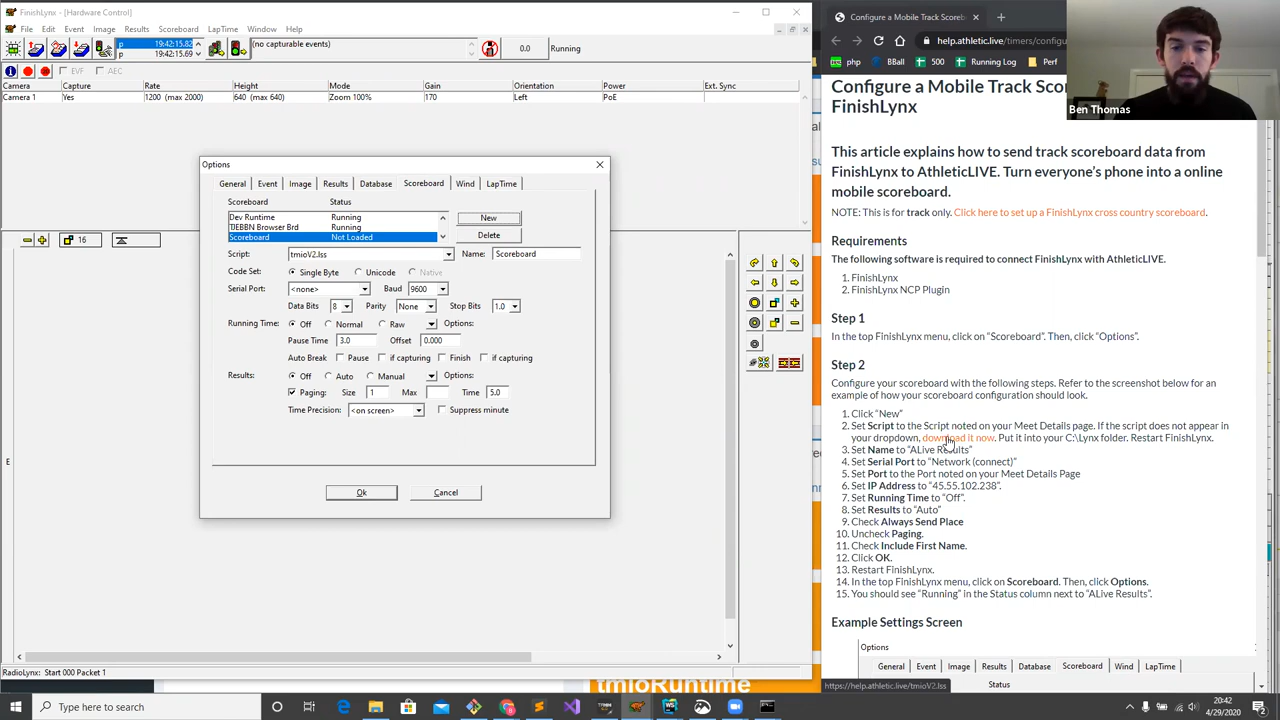 FinishLynx - [Hardware Control]
File Edit Event Image Results Scoreboard LapTime Window Help
p 19:42:15.82
p 19:42:15.69
(no capturable events)
0.0 Running
EVF AEC
Camera Capture Rate Height Mode Gain Orientation Power Ext. Sync
Camera 1 Yes 1200 (max 2000) 640 (max 640) Zoom 100% 170 Left PoE
16
E
Options
General Event Image Results Database Scoreboard Wind LapTime
Scoreboard Status
Dev Runtime Running
TJEBBN Browser Brd Running
Scoreboard Not Loaded
New
Delete
Script: tmioV2.lss Name: Scoreboard
Code Set: Single Byte Unicode Native
Serial Port: <none> Baud 9600
Data Bits 8 Parity None Stop Bits 1.0
Running Time: Off Normal Raw Options:
Pause Time 3.0 Offset 0.000
Auto Break Pause if capturing Finish if capturing
Results: Off Auto Manual Options:
Paging: Size 1 Max Time 5.0
Time Precision: <on screen> Suppress minute
Ok Cancel
RadioLynx: Start 000 Packet 1
Configure a Mobile Track Scoreb
help.athletic.live/timers/configu
php BBall 500 Running Log Perf
Ben Thomas
Configure a Mobile Track Sco
FinishLynx
This article explains how to send track scoreboard data from
FinishLynx to AthleticLIVE. Turn everyone's phone into a online
mobile scoreboard.
NOTE: This is for track only. Click here to set up a FinishLynx cross country scoreboard.
Requirements
The following software is required to connect FinishLynx with AthleticLIVE.
1. FinishLynx
2. FinishLynx NCP Plugin
Step 1
In the top FinishLynx menu, click on "Scoreboard". Then, click "Options".
Step 2
Configure your scoreboard with the following steps. Refer to the screenshot below for an
example of how your scoreboard configuration should look.
1. Click "New"
2. Set Script to the Script noted on your Meet Details page. If the script does not appear in
your dropdown, download it now. Put it into your C:\Lynx folder. Restart FinishLynx.
3. Set Name to "ALive Results"
4. Set Serial Port to "Network (connect)"
5. Set Port to the Port noted on your Meet Details Page
6. Set IP Address to "45.55.102.238".
7. Set Running Time to "Off".
8. Set Results to "Auto"
9. Check Always Send Place
10. Uncheck Paging.
11. Check Include First Name.
12. Click OK.
13. Restart FinishLynx.
14. In the top FinishLynx menu, click on Scoreboard. Then, click Options.
15. You should see "Running" in the Status column next to "ALive Results".
Example Settings Screen
Options
General Event Image Results Database Scoreboard Wind LapTime
Status
https://help.athletic.live/tmioV2.lss
tmioRuntime
Type here to search
20:42
4/29/2020